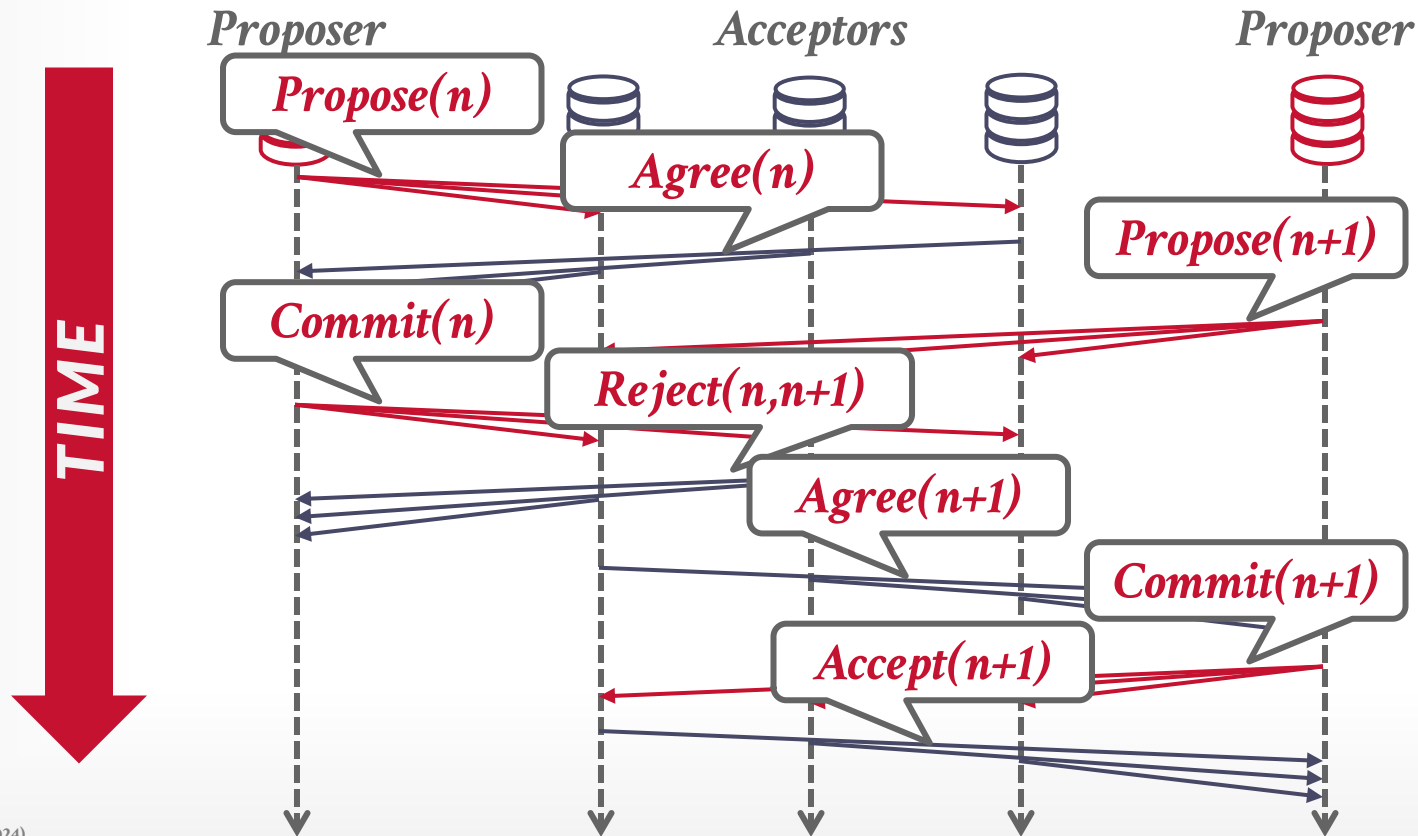 Proposer
Acceptors
Proposer
Propose(n)
Agree(n)
Propose(n+1)
Commit(n)
TIME
Reject(n,n+1)
Agree(n+1)
Commit(n+1)
Accept(n+1)